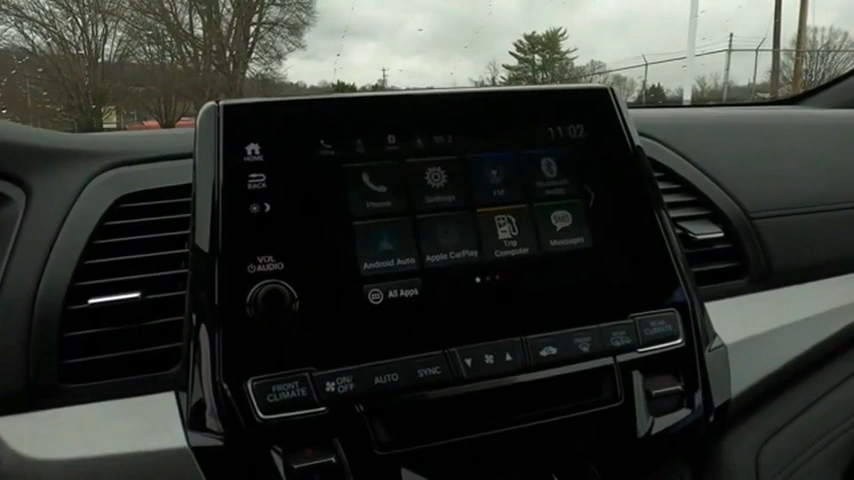 11:02
HOME
BACK
Phone
Settings
FM
Bluetooth Audio
VOL
AUDIO
Android Auto
Apple CarPlay
Trip
Computer
SMS
Messages
All Apps
FRONT
CLIMATE
ON/
OFF
AUTO
SYNC
REAR
CLIMATE